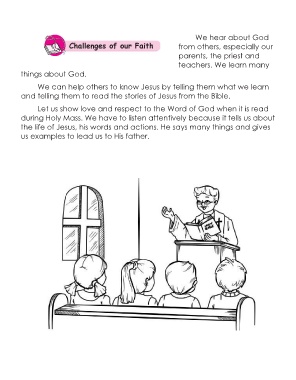 Challenges of our Faith
We hear about God
from others, especially our
parents, the priest and
teachers. We learn many
things about God.
We can help others to know Jesus by telling them what we learn
and telling them to read the stories of Jesus from the Bible.
Let us show love and respect to the Word of God when it is read
during Holy Mass. We have to listen attentively because it tells us about
the life of Jesus, his words and actions. He says many things and gives
us examples to lead us to His father.